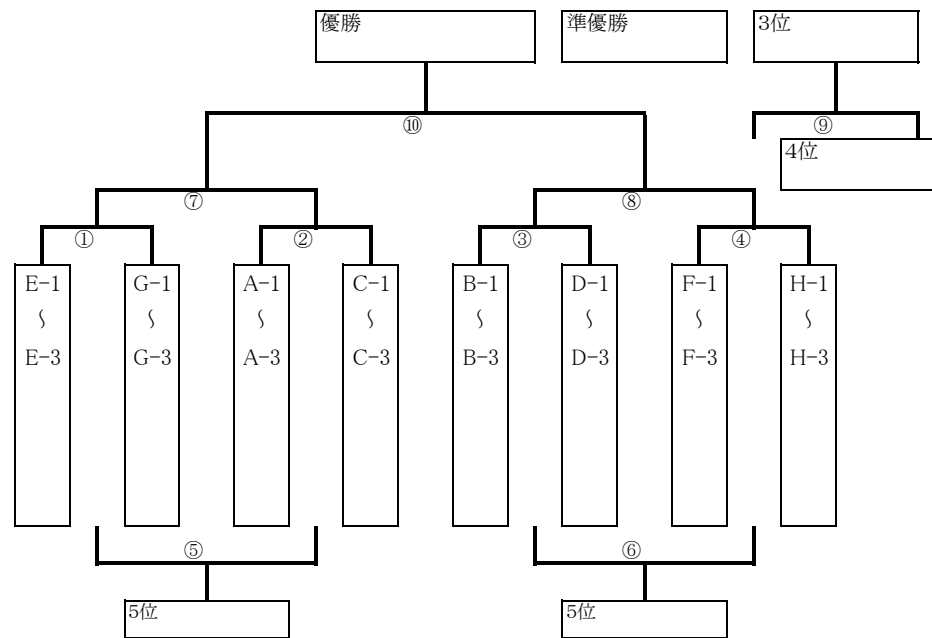 優勝
準優勝
3位
⑩
⑨
4位
⑦
⑧
①
②
③
④
E-1
〜
E-3
G-1
〜
G-3
A-1
〜
A-3
C-1
〜
C-3
B-1
〜
B-3
D-1
〜
D-3
F-1
〜
F-3
H-1
〜
H-3
⑤
⑥
5位
5位